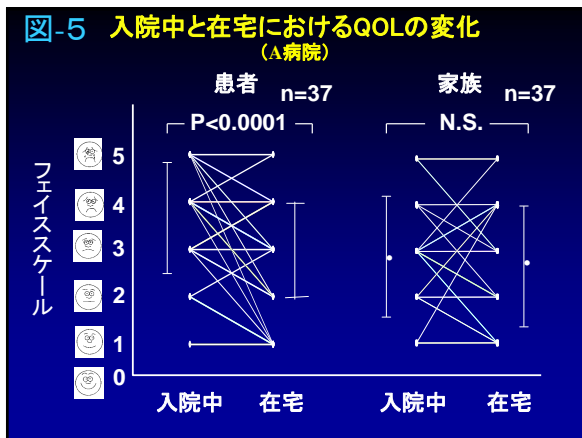 図-5 入院中と在宅におけるQOLの変化
(A病院)
患者 n=37
家族 n=37
P<0.0001
N.S.
フェイススケール
5
4
3
2
1
0
入院中 在宅
入院中 在宅